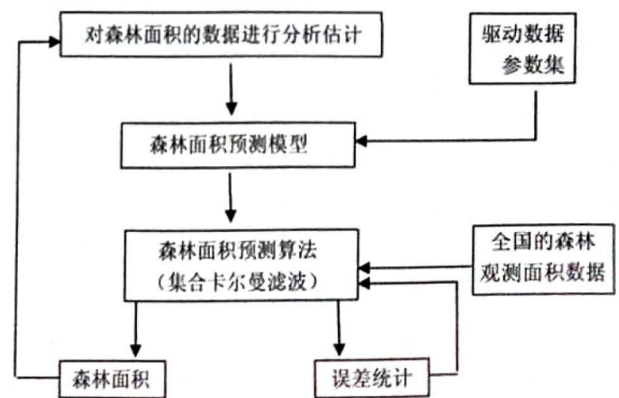 对森林面积的数据进行分析估计
驱动数据
参数集
森林面积预测模型
森林面积预测算法
（集合卡尔曼滤波）
全国的森林
观测面积数据
森林面积
误差统计